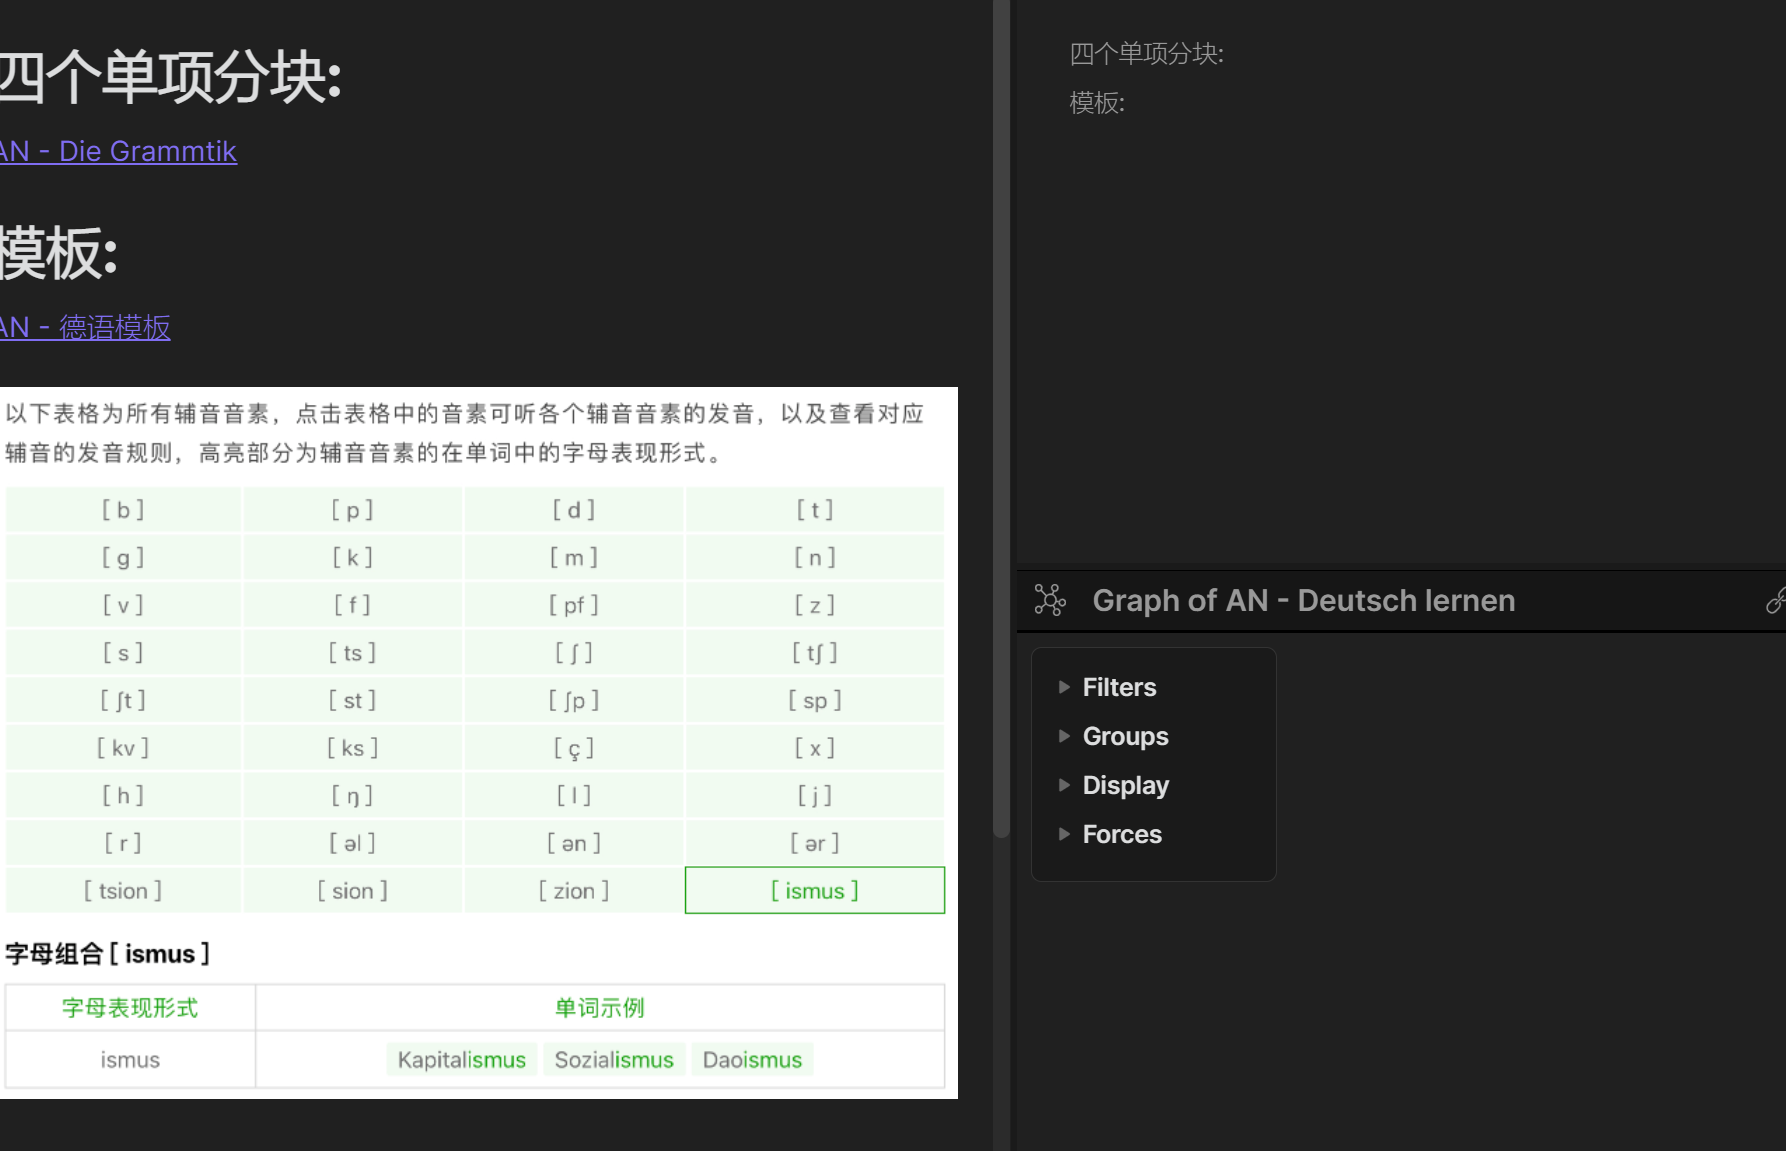 四个单项分块:
AN - Die Grammtik
模板:
AN - 德语模板
以下表格为所有辅音音素，点击表格中的音素可听各个辅音音素的发音，以及查看对应
辅音的发音规则，高亮部分为辅音音素的在单词中的字母表现形式。
[ b ] [ p ] [ d ] [ t ]
[ g ] [ k ] [ m ] [ n ]
[ v ] [ f ] [ pf ] [ z ]
[ s ] [ ts ] [ ʃ ] [ tʃ ]
[ ʃt ] [ st ] [ ʃp ] [ sp ]
[ kv ] [ ks ] [ ç ] [ x ]
[ h ] [ ŋ ] [ l ] [ j ]
[ r ] [ əl ] [ ən ] [ ər ]
[ tsion ] [ sion ] [ zion ] [ ismus ]
字母组合 [ ismus ]
字母表现形式 单词示例
ismus Kapitalismus Sozialismus Daoismus
四个单项分块:
模板:
Graph of AN - Deutsch lernen
Filters
Groups
Display
Forces